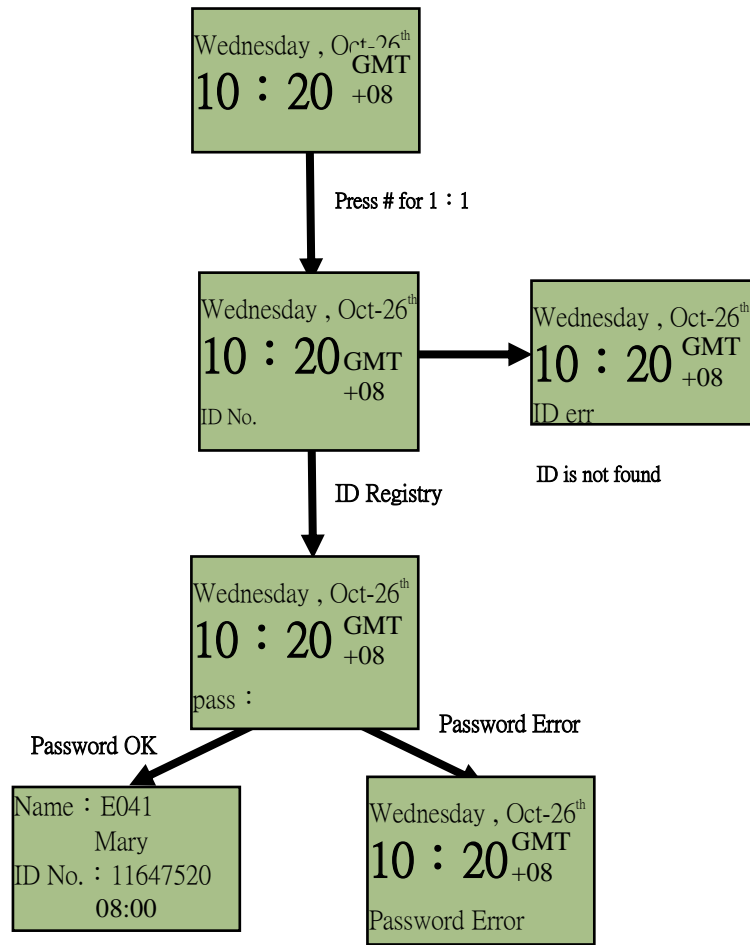 Wednesday , Oct-26th
10：20 GMT
+08
Press # for 1：1
Wednesday , Oct-26th
10：20 GMT
+08
ID No.
Wednesday , Oct-26th
10：20 GMT
+08
ID err
ID is not found
ID Registry
Wednesday , Oct-26th
10：20 GMT
+08
pass：
Password OK
Password Error
Name：E041
Mary
ID No.：11647520
08:00
Wednesday , Oct-26th
10：20 GMT
+08
Password Error